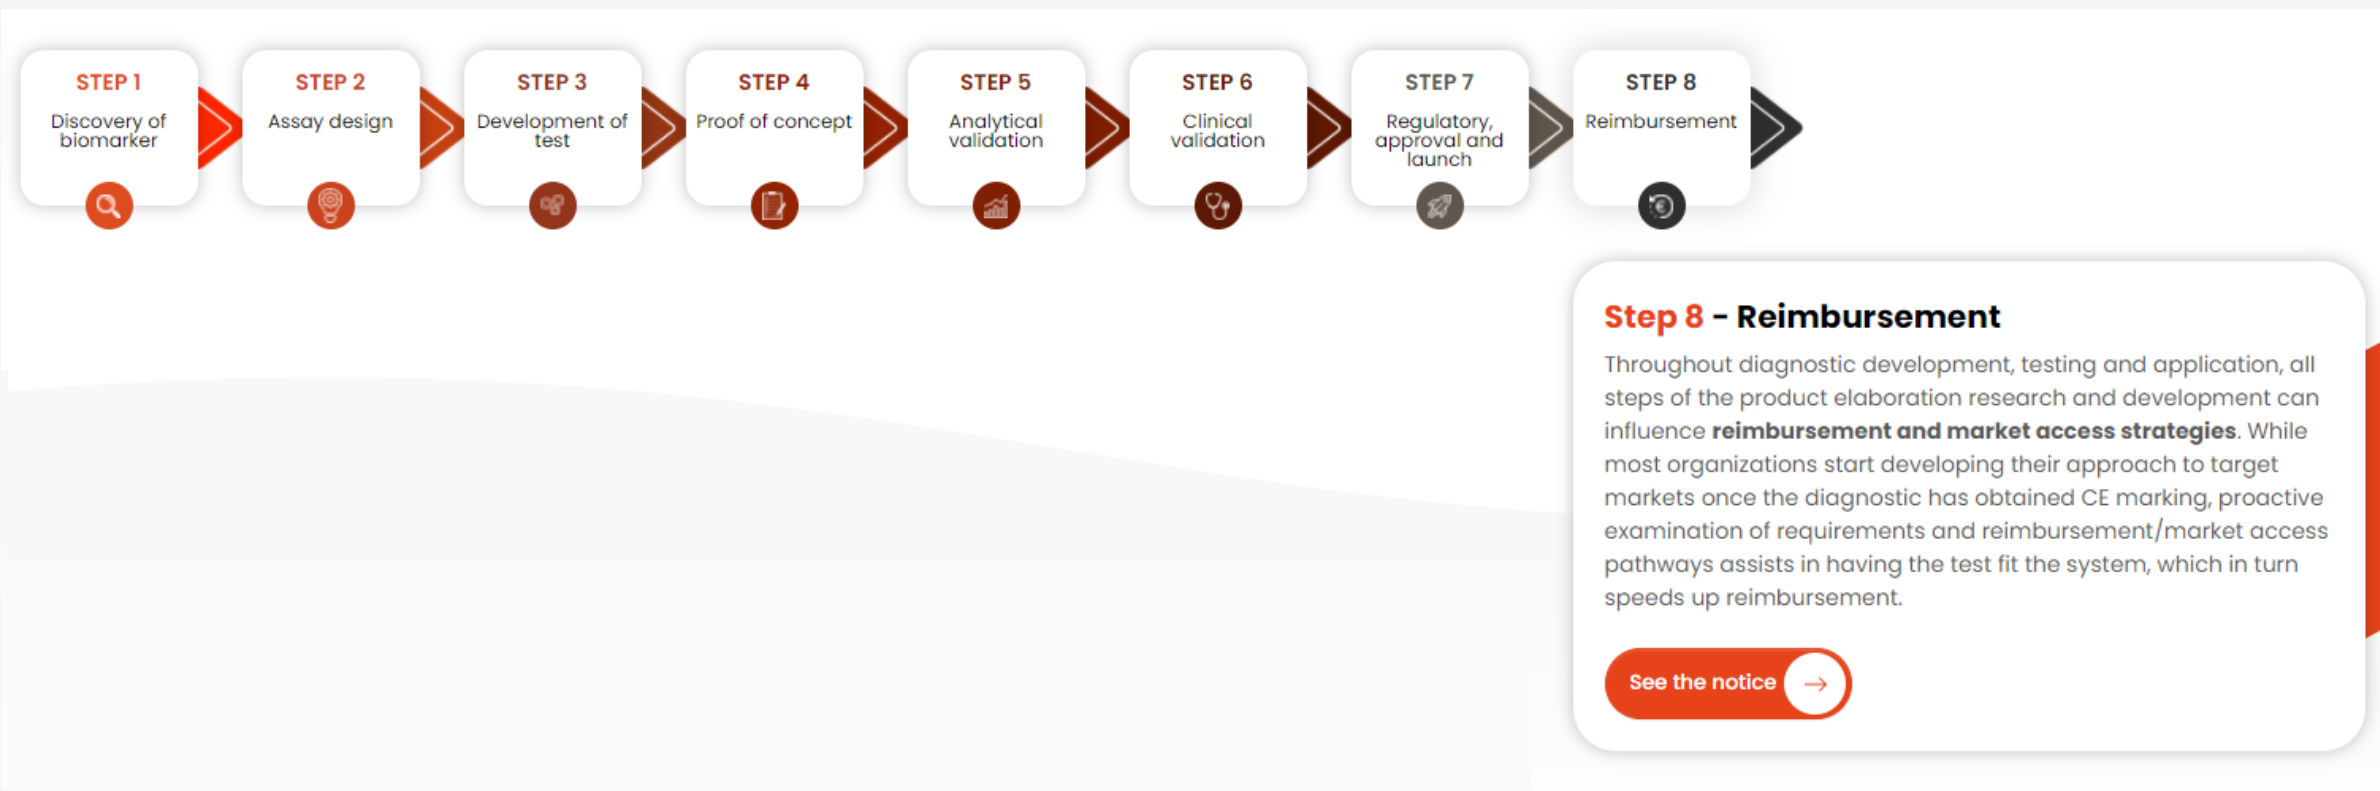 STEP 1
Discovery of
biomarker
STEP 2
Assay design
STEP 3
Development of
test
STEP 4
Proof of concept
STEP 5
Analytical
validation
STEP 6
Clinical
validation
STEP 7
Regulatory,
approval and
launch
STEP 8
Reimbursement
Step 8 - Reimbursement
Throughout diagnostic development, testing and application, all
steps of the product elaboration research and development can
influence reimbursement and market access strategies. While
most organizations start developing their approach to target
markets once the diagnostic has obtained CE marking, proactive
examination of requirements and reimbursement/market access
pathways assists in having the test fit the system, which in turn
speeds up reimbursement.
See the notice